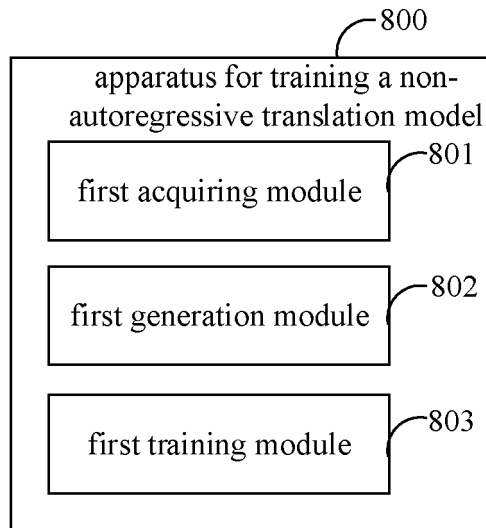 800
apparatus for training a non-
autoregressive translation model
801
first acquiring module
802
first generation module
803
first training module